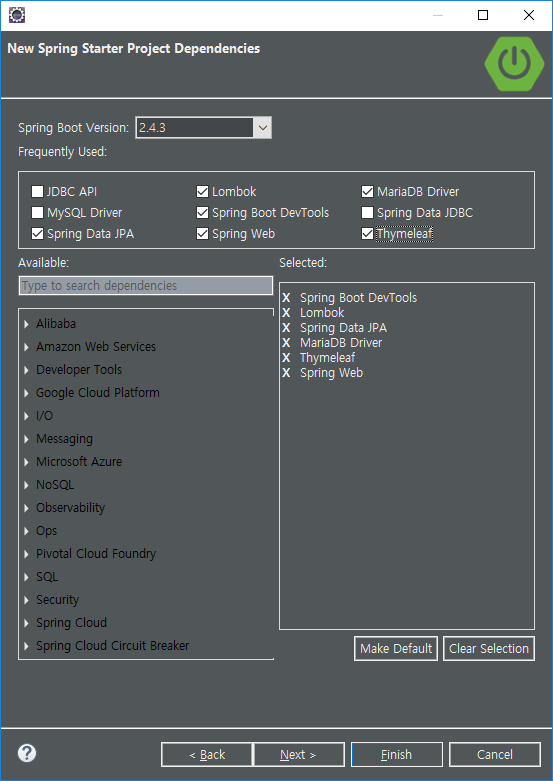 New Spring Starter Project Dependencies
Spring Boot Version: 2.4.3
Frequently Used:
JDBC API Lombok MariaDB Driver
MySQL Driver Spring Boot DevTools Spring Data JDBC
Spring Data JPA Spring Web Thymeleaf
Available: Selected:
Type to search dependencies
X Spring Boot DevTools
X Lombok
X Spring Data JPA
X MariaDB Driver
X Thymeleaf
X Spring Web
Alibaba
Amazon Web Services
Developer Tools
Google Cloud Platform
I/O
Messaging
Microsoft Azure
NoSQL
Observability
Ops
Pivotal Cloud Foundry
SQL
Security
Spring Cloud
Spring Cloud Circuit Breaker
Make Default Clear Selection
? < Back Next > Finish Cancel